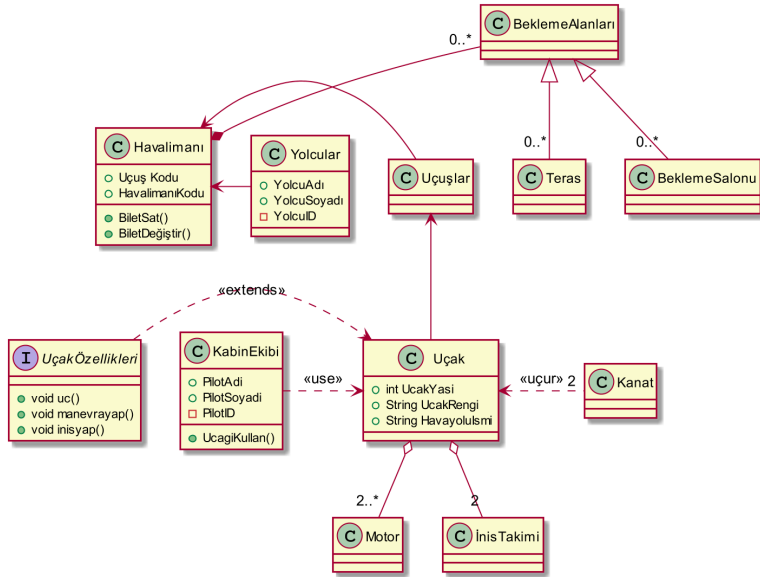 C BeklemeAlanları
0..*
C Havalimanı
Uçuş Kodu
HavalimanıKodu
BiletSat()
BiletDeğiştir()
C Yolcular
YolcuAdı
YolcuSoyadı
YolcuID
C Uçuşlar
0..*
C Teras
0..*
C BeklemeSalonu
«extends»
I UçakÖzellikleri
void uc()
void manevrayap()
void inisyap()
C KabinEkibi
PilotAdi
PilotSoyadi
PilotID
UcagiKullan()
«use»
C Uçak
int UcakYasi
String UcakRengi
String HavayoluIsmi
«uçur» 2
C Kanat
2..*
2
C Motor
C İnisTakimi